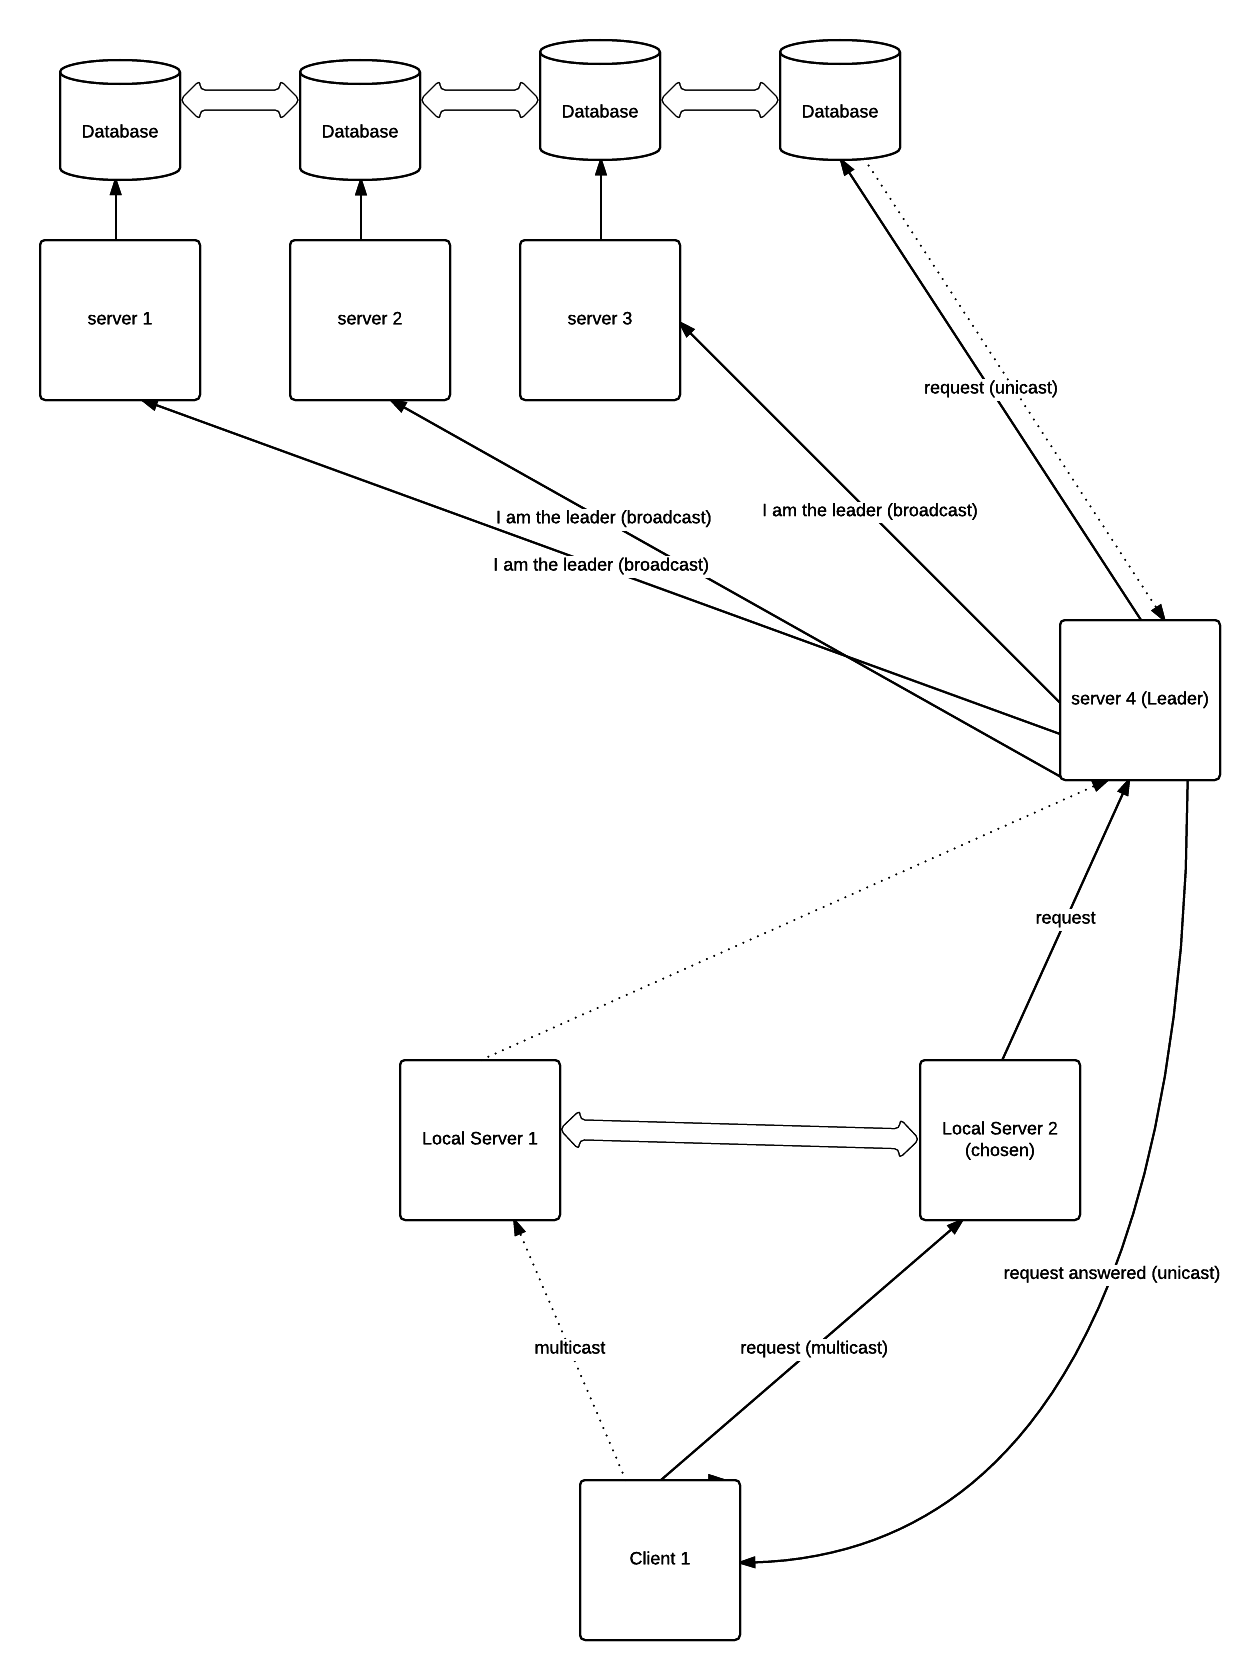 Database
Database
Database
Database
server 1
server 2
server 3
request (unicast)
I am the leader (broadcast)
I am the leader (broadcast)
I am the leader (broadcast)
server 4 (Leader)
request
Local Server 1
Local Server 2
(chosen)
request answered (unicast)
multicast
request (multicast)
Client 1